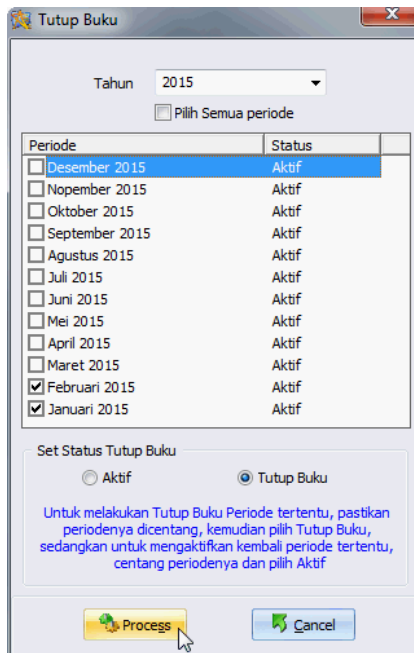 Tutup Buku
Tahun 2015
Pilih Semua periode
Periode Status
Desember 2015 Aktif
Nopember 2015 Aktif
Oktober 2015 Aktif
September 2015 Aktif
Agustus 2015 Aktif
Juli 2015 Aktif
Juni 2015 Aktif
Mei 2015 Aktif
April 2015 Aktif
Maret 2015 Aktif
Februari 2015 Aktif
Januari 2015 Aktif
Set Status Tutup Buku
Aktif Tutup Buku
Untuk melakukan Tutup Buku Periode tertentu, pastikan
periodenya dicentang, kemudian pilih Tutup Buku,
sedangkan untuk mengaktifkan kembali periode tertentu,
centang periodenya dan pilih Aktif
Process Cancel